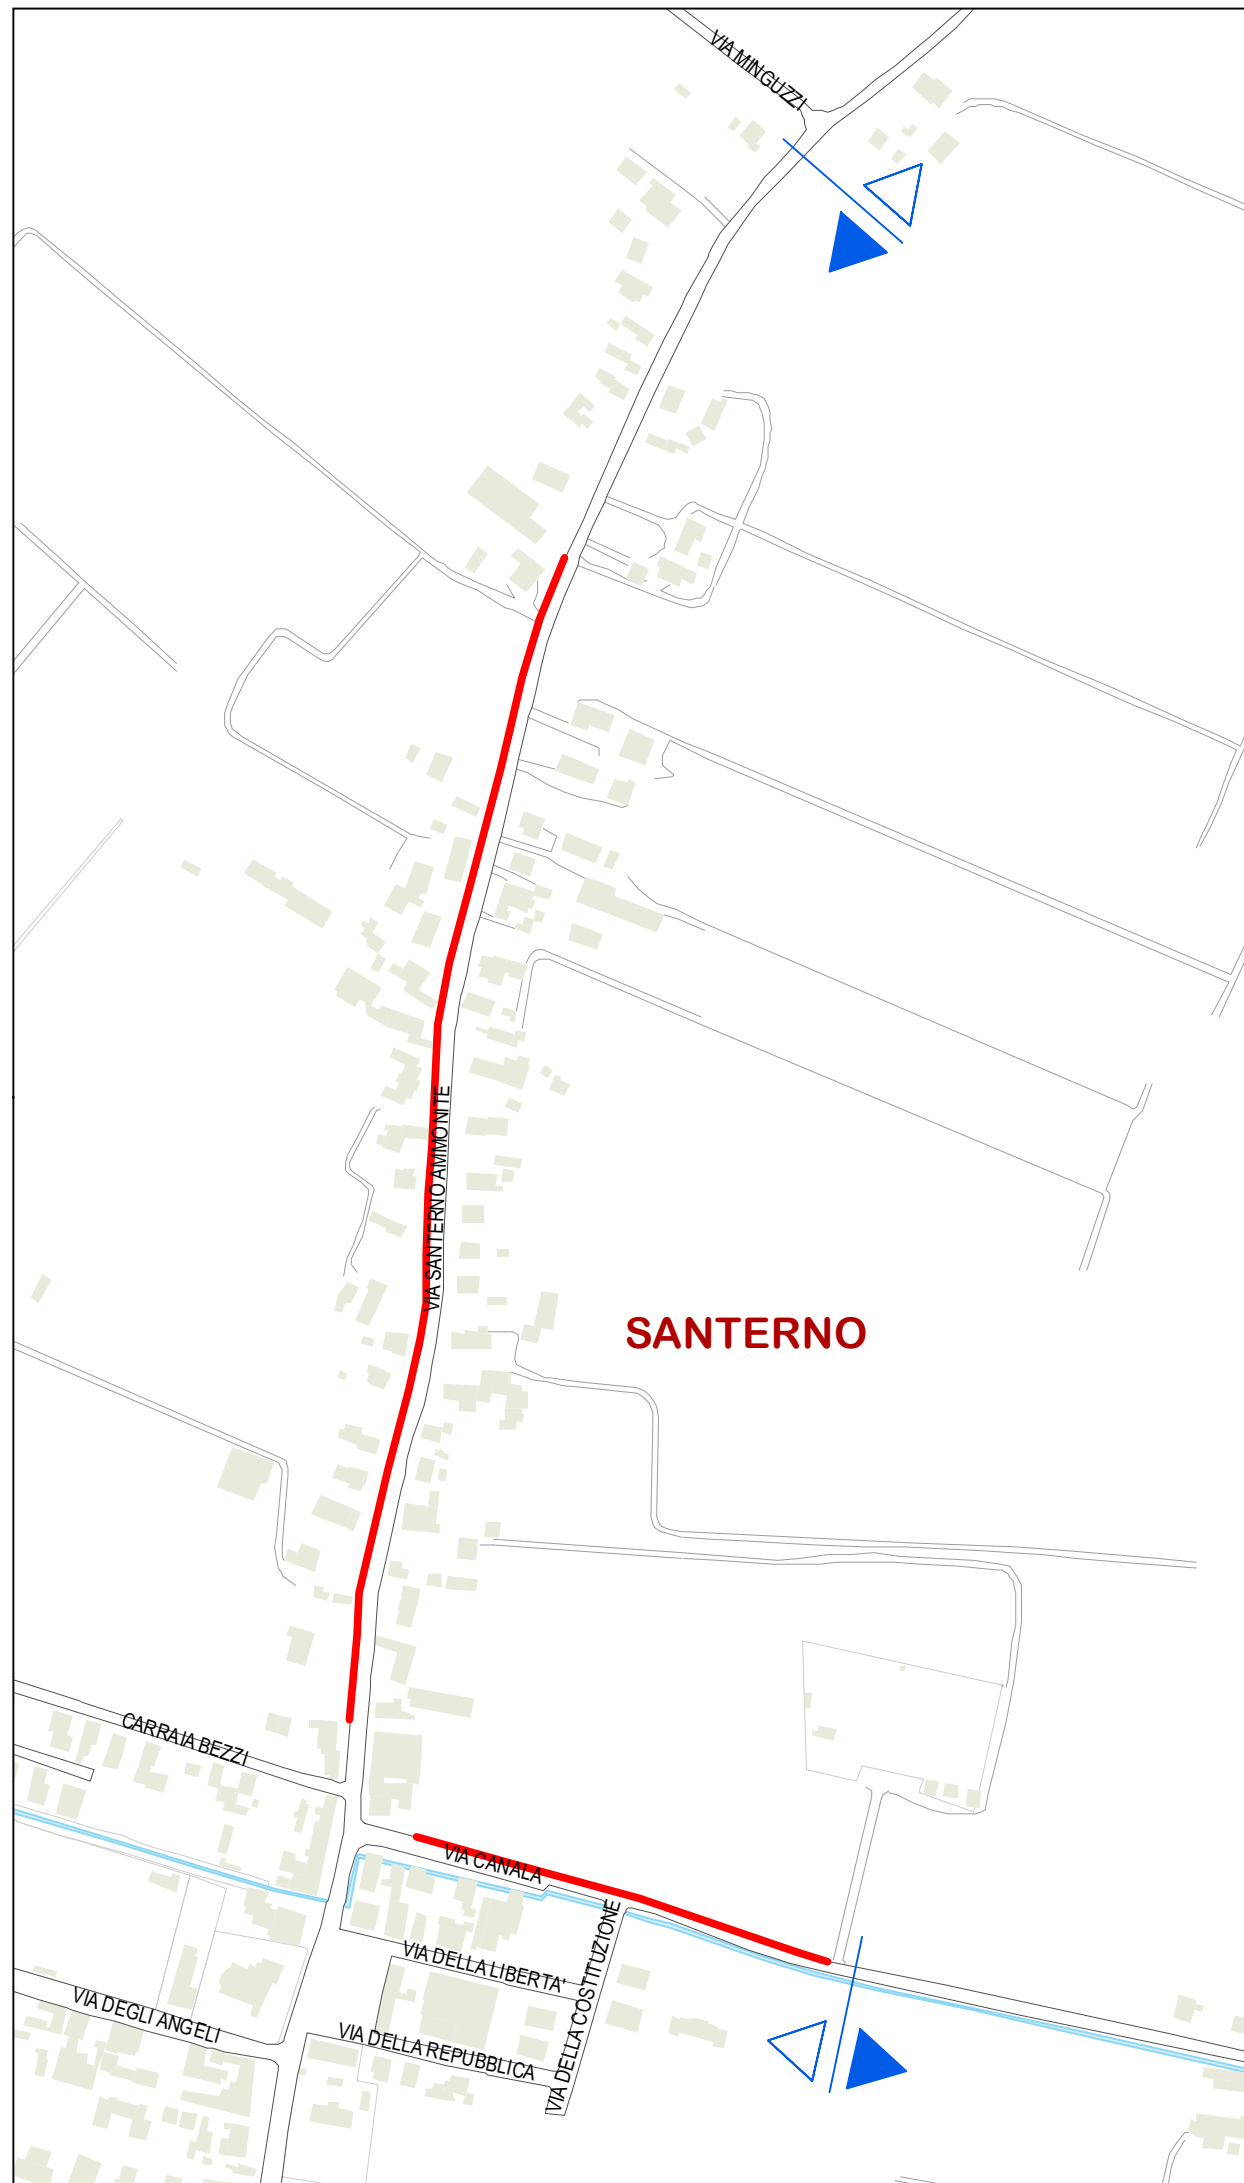 VIA MINGUZZI
VIA SANTERNO AMMONITE
SANTERNO
CARRAIA BEZZI
VIA CANALA
VIA DELLA COSTITUZIONE
VIA DELLA LIBERTA'
VIA DEGLI ANGELI
VIA DELLA REPUBBLICA